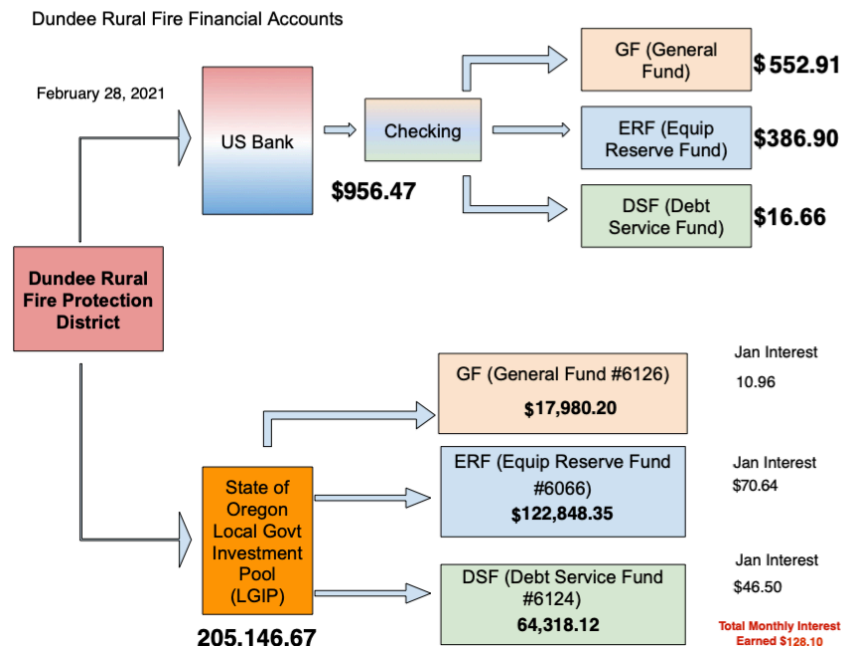 Dundee Rural Fire Financial Accounts
February 28, 2021
US Bank
Checking
$956.47
GF (General
Fund)
$552.91
ERF (Equip
Reserve Fund)
$386.90
DSF (Debt
Service Fund)
$16.66
Dundee Rural
Fire Protection
District
State of
Oregon
Local Govt
Investment
Pool
(LGIP)
205,146.67
GF (General Fund #6126)
$17,980.20
Jan Interest
10.96
ERF (Equip Reserve Fund
#6066)
$122,848.35
Jan Interest
$70.64
DSF (Debt Service Fund
#6124)
64,318.12
Jan Interest
$46.50
Total Monthly Interest
Earned $128.10